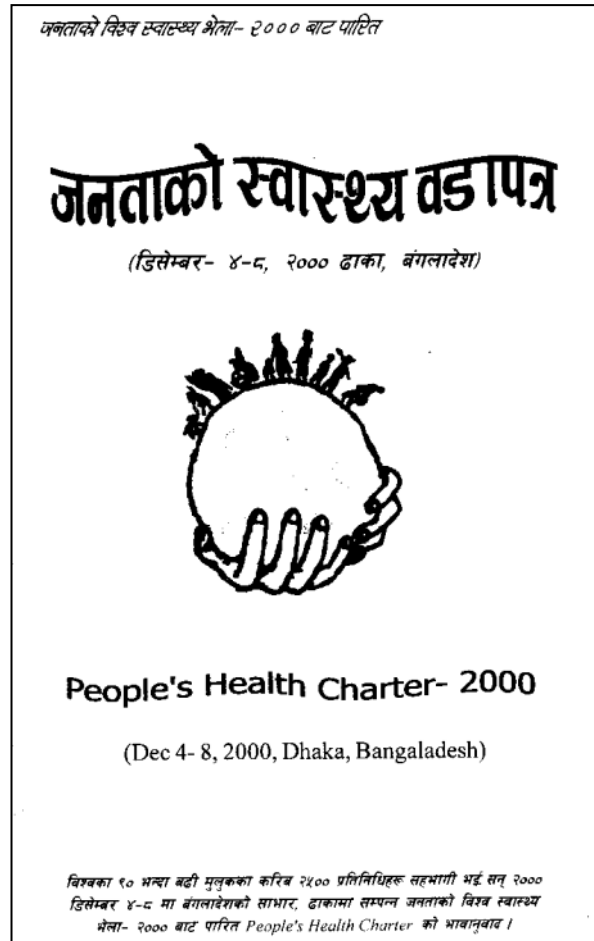 जनताको विश्व स्वास्थ्य भेला- २००० बाट पारित
जनताको स्वास्थ्य वडापत्र
(डिसेम्बर- ४-८, २००० ढाका, बंगलादेश)
People's Health Charter- 2000
(Dec 4- 8, 2000, Dhaka, Bangaladesh)
विश्वका ९० भन्दा बढी मुलुकका करिब २५०० प्रतिनिधिहरू सहभागी भई सन् २०००
डिसेम्बर ४-८ मा बंगलादेशको साभार, ढाकामा सम्पन्न जनताको विश्व स्वास्थ्य
भेला- २००० बाट पारित People's Health Charter को भावानुवाद ।